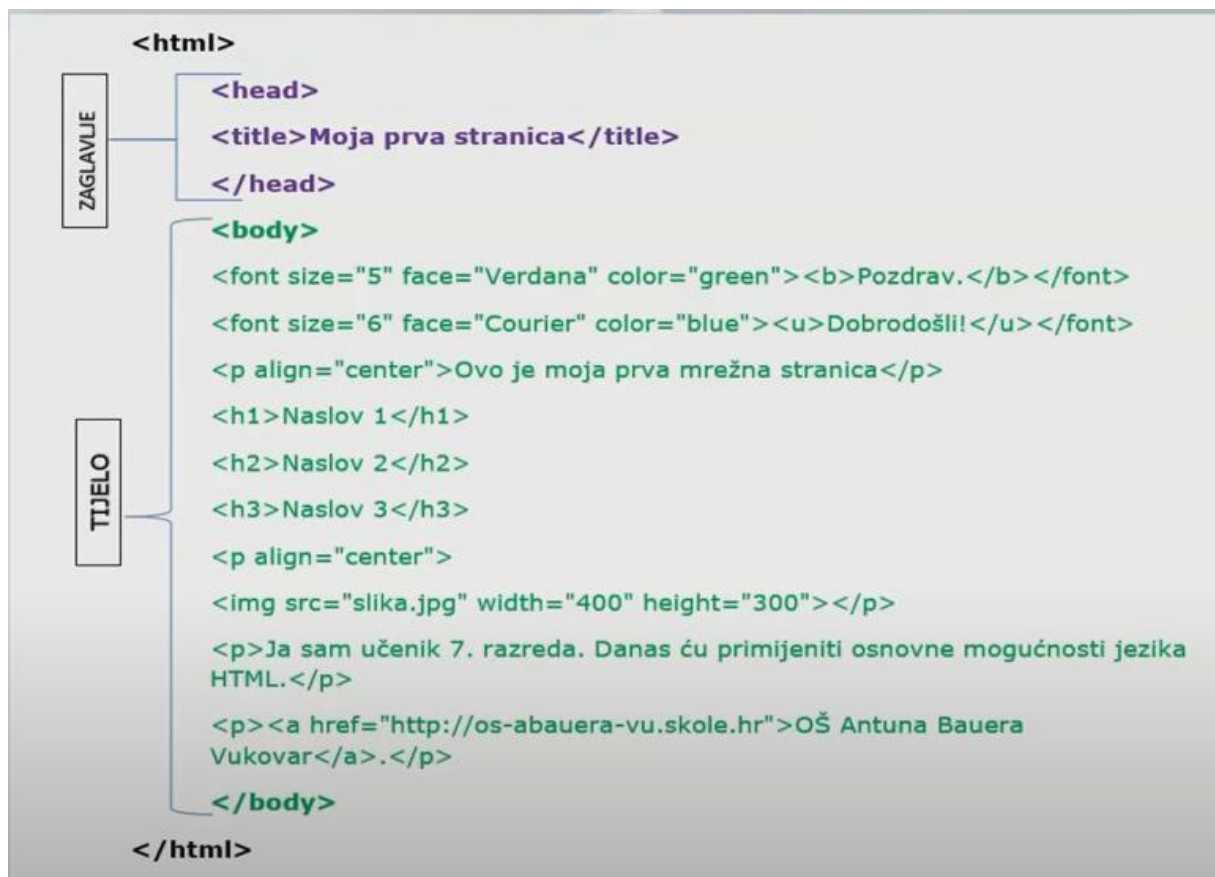 <html>
ZAGLAVLJE
<head>
<title>Moja prva stranica</title>
</head>
TIJELO
<body>
<font size="5" face="Verdana" color="green"><b>Pozdrav.</b></font>
<font size="6" face="Courier" color="blue"><u>Dobrodošli!</u></font>
<p align="center">Ovo je moja prva mrežna stranica</p>
<h1>Naslov 1</h1>
<h2>Naslov 2</h2>
<h3>Naslov 3</h3>
<p align="center">
<img src="slika.jpg" width="400" height="300"></p>
<p>Ja sam učenik 7. razreda. Danas ću primijeniti osnovne mogućnosti jezika
HTML.</p>
<p><a href="http://os-abauera-vu.skole.hr">OŠ Antuna Bauera
Vukovar</a>.</p>
</body>
</html>